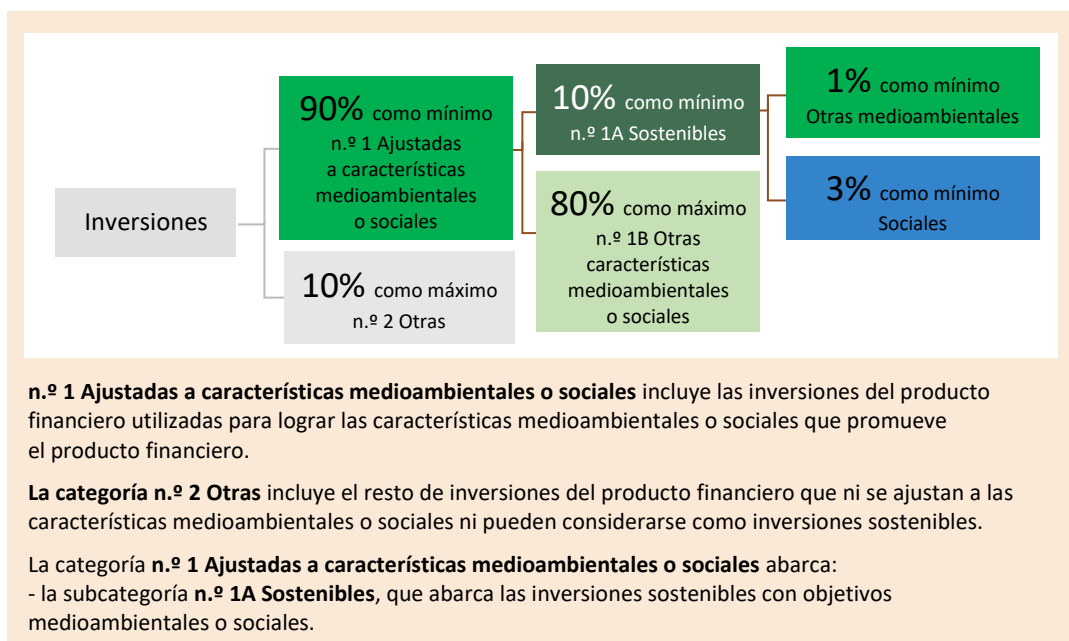 Inversiones
90% como mínimo
n.º 1 Ajustadas
a características
medioambientales
o sociales
10% como máximo
n.º 2 Otras
10% como mínimo
n.º 1A Sostenibles
80% como máximo
n.º 1B Otras
características
medioambientales
o sociales
1% como mínimo
Otras medioambientales
3% como mínimo
Sociales
n.º 1 Ajustadas a características medioambientales o sociales incluye las inversiones del producto
financiero utilizadas para lograr las características medioambientales o sociales que promueve
el producto financiero.
La categoría n.º 2 Otras incluye el resto de inversiones del producto financiero que ni se ajustan a las
características medioambientales o sociales ni pueden considerarse como inversiones sostenibles.
La categoría n.º 1 Ajustadas a características medioambientales o sociales abarca:
- la subcategoría n.º 1A Sostenibles, que abarca las inversiones sostenibles con objetivos
medioambientales o sociales.